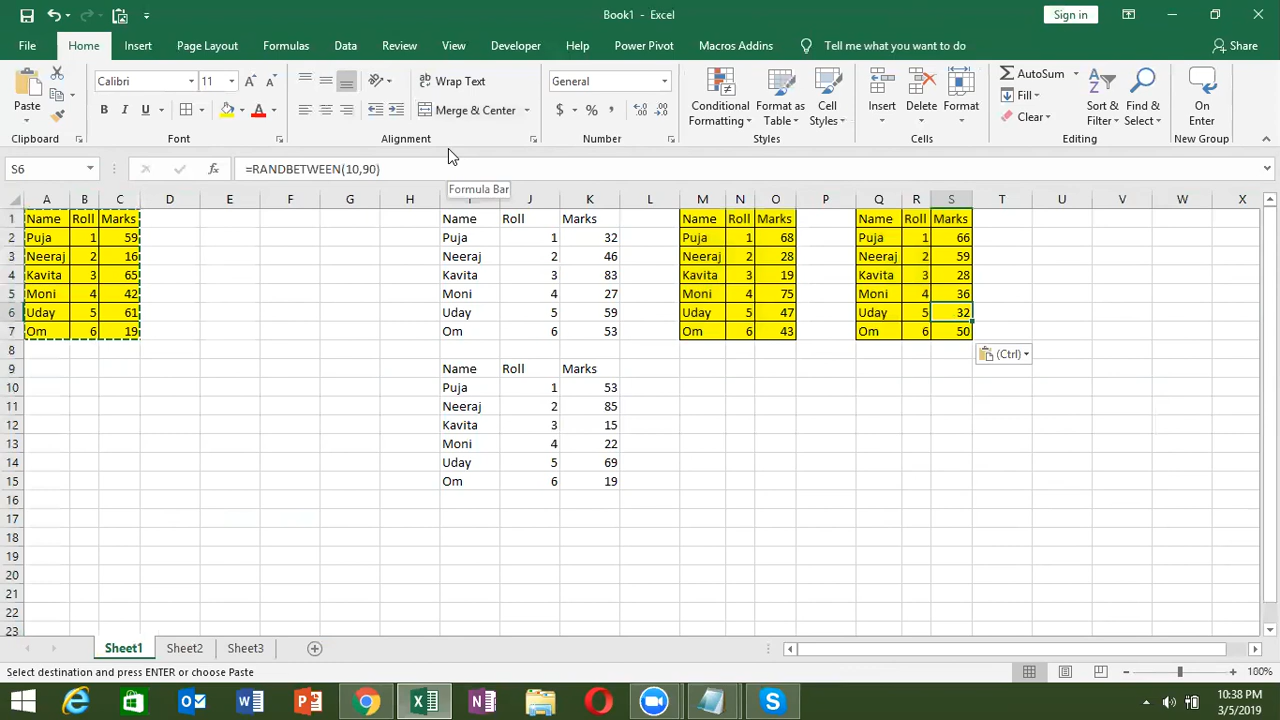 Book1 - Excel
Sign in
File Home Insert Page Layout Formulas Data Review View Developer Help Power Pivot Macros Addins Tell me what you want to do Share
Paste
Calibri 11
B I U
A A A
Wrap Text
Merge & Center
General
$ % ,
Conditional Formatting
Format as Table
Cell Styles
Insert
Delete
Format
AutoSum
Fill
Clear
Sort & Filter
Find & Select
On Enter
Clipboard Font Alignment Number Styles Cells Editing New Group
S6 fx =RANDBETWEEN(10,90)
Formula Bar
A B C D E F G H J K L M N O P Q R S T U V W X
1 Name Roll Marks Name Roll Marks Name Roll Marks Name Roll Marks
2 Puja 1 59 Puja 1 32 Puja 1 68 Puja 1 66
3 Neeraj 2 16 Neeraj 2 46 Neeraj 2 28 Neeraj 2 59
4 Kavita 3 65 Kavita 3 83 Kavita 3 19 Kavita 3 28
5 Moni 4 42 Moni 4 27 Moni 4 75 Moni 4 36
6 Uday 5 61 Uday 5 59 Uday 5 47 Uday 5 32
7 Om 6 19 Om 6 53 Om 6 43 Om 6 50
8 (Ctrl)
9 Name Roll Marks
10 Puja 1 53
11 Neeraj 2 85
12 Kavita 3 15
13 Moni 4 22
14 Uday 5 69
15 Om 6 19
16
17
18
19
20
21
22
23
Sheet1 Sheet2 Sheet3
Select destination and press ENTER or choose Paste 100%
10:38 PM
3/5/2019